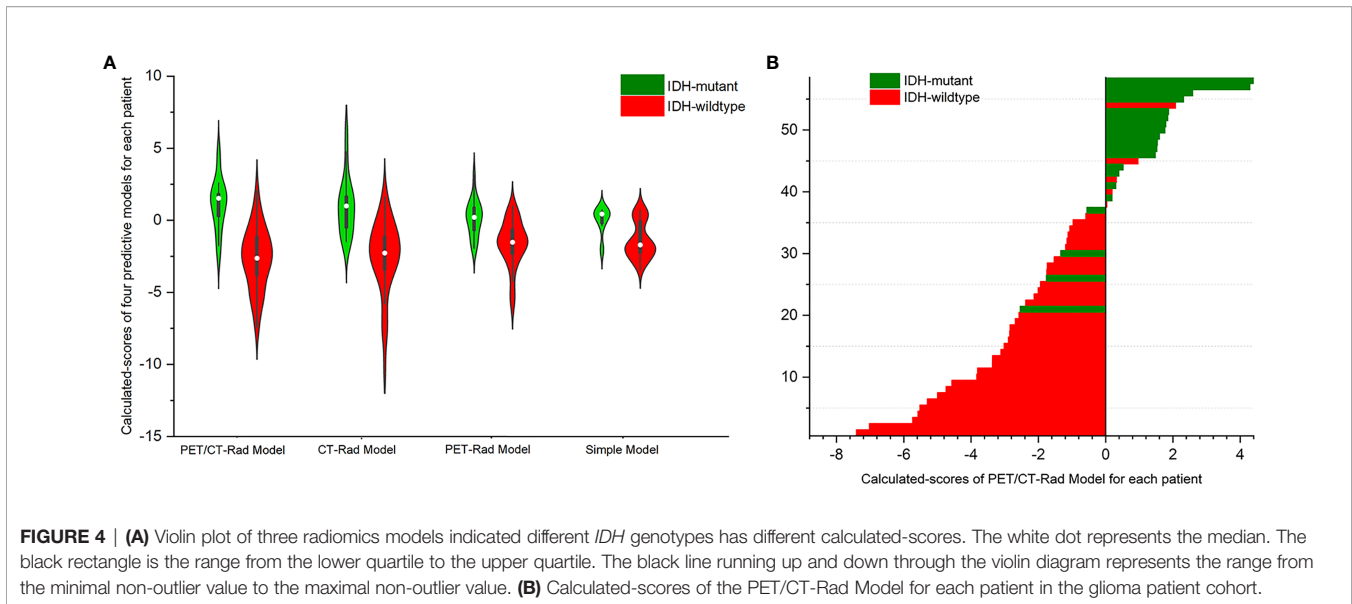 A
B
Calculated-scores of four predictive models for each patient
10
5
0
-5
-10
-15
IDH-mutant
IDH-wildtype
PET/CT-Rad Model
CT-Rad Model
PET-Rad Model
Simple Model
IDH-mutant
IDH-wildtype
50
40
30
20
10
-8
-6
-4
-2
0
2
4
Calculated-scores of PET/CT-Rad Model for each patient
FIGURE 4 | (A) Violin plot of three radiomics models indicated different IDH genotypes has different calculated-scores. The white dot represents the median. The
black rectangle is the range from the lower quartile to the upper quartile. The black line running up and down through the violin diagram represents the range from
the minimal non-outlier value to the maximal non-outlier value. (B) Calculated-scores of the PET/CT-Rad Model for each patient in the glioma patient cohort.